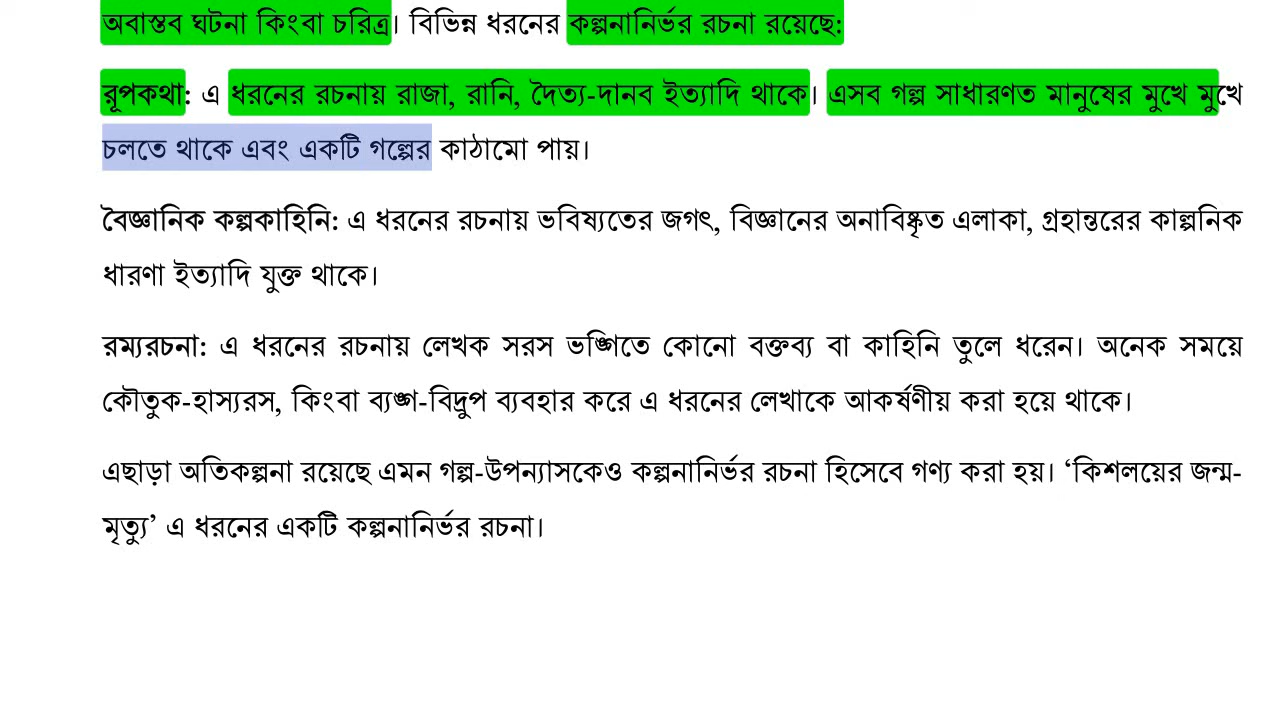 অবাস্তব ঘটনা কিংবা চরিত্র। বিভিন্ন ধরনের কল্পনানির্ভর রচনা রয়েছে:
রূপকথা: এ ধরনের রচনায় রাজা, রানি, দৈত্য-দানব ইত্যাদি থাকে। এসব গল্প সাধারণত মানুষের মুখে মুখে
চলতে থাকে এবং একটি গল্পের কাঠামো পায়।
বৈজ্ঞানিক কল্পকাহিনি: এ ধরনের রচনায় ভবিষ্যতের জগৎ, বিজ্ঞানের অনাবিষ্কৃত এলাকা, গ্রহান্তরের কাল্পনিক
ধারণা ইত্যাদি যুক্ত থাকে।
রম্যরচনা: এ ধরনের রচনায় লেখক সরস ভঙ্গিতে কোনো বক্তব্য বা কাহিনি তুলে ধরেন। অনেক সময়ে
কৌতুক-হাস্যরস, কিংবা ব্যঙ্গ-বিদ্রুপ ব্যবহার করে এ ধরনের লেখাকে আকর্ষণীয় করা হয়ে থাকে।
এছাড়া অতিকল্পনা রয়েছে এমন গল্প-উপন্যাসকেও কল্পনানির্ভর রচনা হিসেবে গণ্য করা হয়। ‘কিশলয়ের জন্ম-
মৃত্যু’ এ ধরনের একটি কল্পনানির্ভর রচনা।